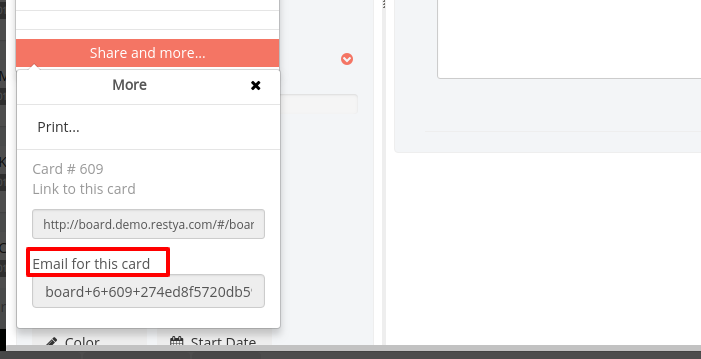 Share and more...
More
Print...
Card # 609
Link to this card
http://board.demo.restya.com/#/boar
Email for this card
board+6+609+274ed8f5720db5
Color
Start Date